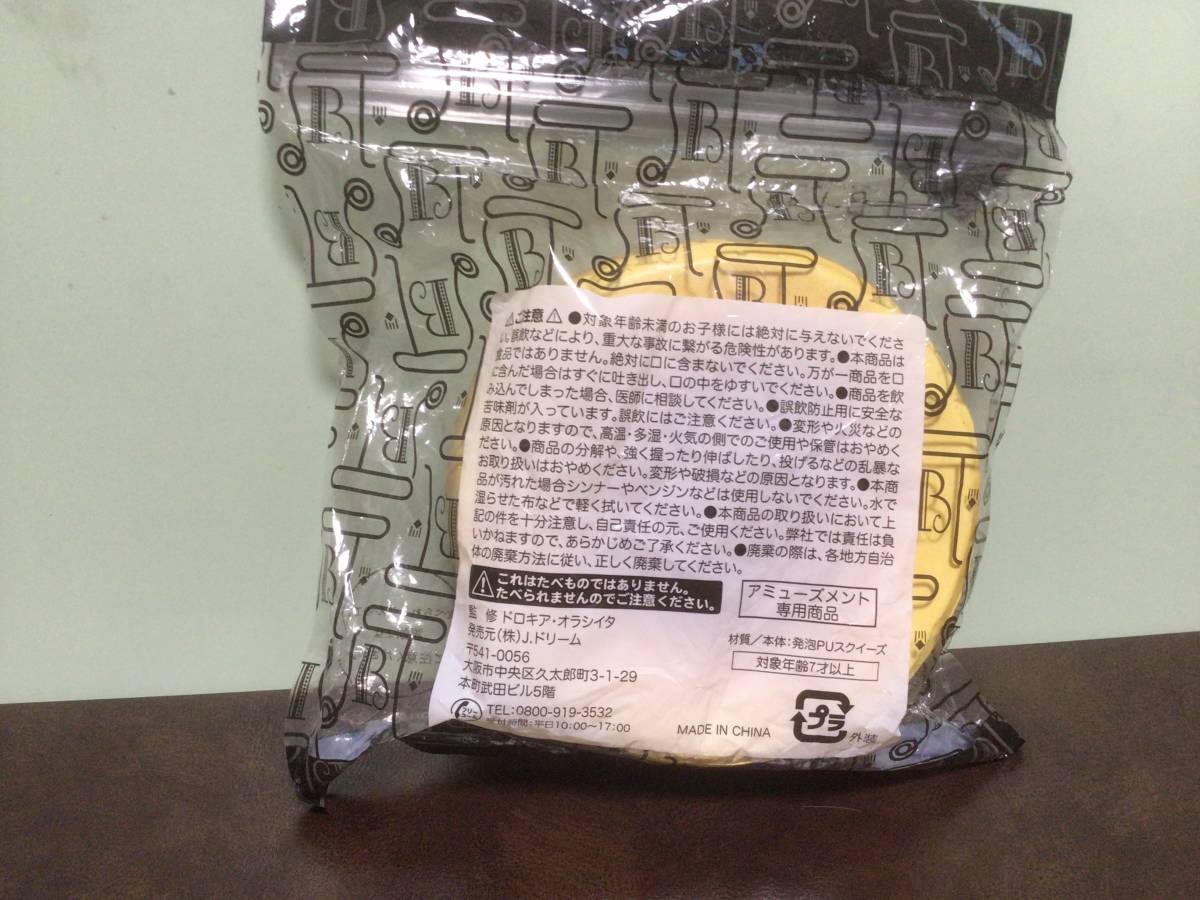 ご注意 ●対象年齢未満のお子様には絶対に与えないでくださ
い。誤飲などにより、重大な事故に繋がる危険性があります。●本商品は
食品ではありません。絶対に口に含まないでください。万が一商品を口
に含んだ場合はすぐに吐き出し、口の中をゆすいでください。●商品を飲
み込んでしまった場合、医師に相談してください。●誤飲防止用に安全な
苦味剤が入っています。誤飲にはご注意ください。●変形や火災などの
原因となりますので、高温・多湿・火気の側でのご使用や保管はおやめく
ださい。●商品の分解や、強く握ったり伸ばしたり、投げるなどの乱暴な
お取り扱いはおやめください。変形や破損などの原因となります。●本商
品が汚れた場合シンナーやベンジンなどは使用しないでください。水で
湿らせた布などで軽く拭いてください。●本商品の取り扱いにおいて上
記の件を十分注意し、自己責任の元、ご使用ください。弊社では責任は負
いかねますので、あらかじめご了承ください。●廃棄の際は、各地方自治
体の廃棄方法に従い、正しく廃棄してください。
これはたべものではありません。
たべられませんのでご注意ください。
アミューズメント
専用商品
監 修 ドロキア・オラシイタ
発売元(株)J.ドリーム
〒541-0056
大阪市中央区久太郎町3-1-29
本町武田ビル5階
フリーコール
TEL:0800-919-3532
受付時間:平日10:00〜17:00
材質/本体:発泡PUスクイーズ
対象年齢7才以上
MADE IN CHINA
プラ
外装
B